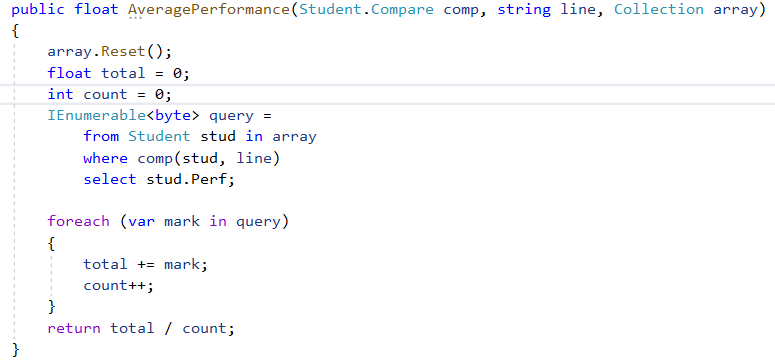 public float AveragePerformance(Student.Compare comp, string line, Collection array)
{
    array.Reset();
    float total = 0;
    int count = 0;
    IEnumerable<byte> query =
        from Student stud in array
        where comp(stud, line)
        select stud.Perf;
    foreach (var mark in query)
    {
        total += mark;
        count++;
    }
    return total / count;
}